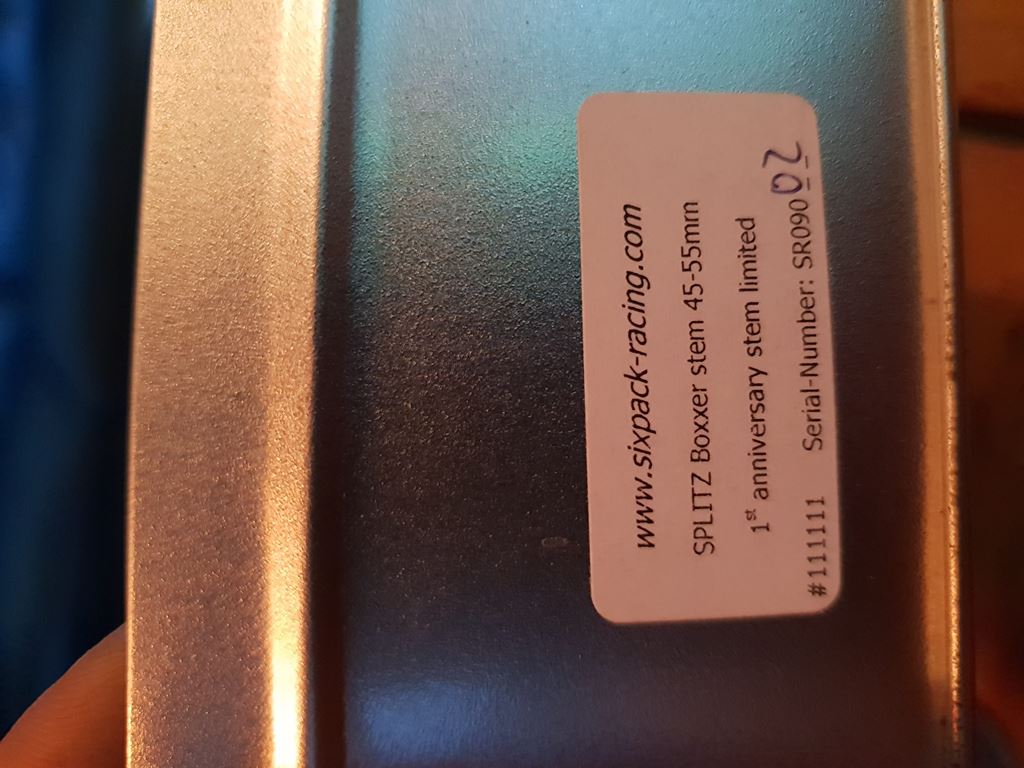 www.sixpack-racing.com
SPLITZ Boxxer stem 45-55mm
1st anniversary stem limited
#111111 Serial-Number: SR09002